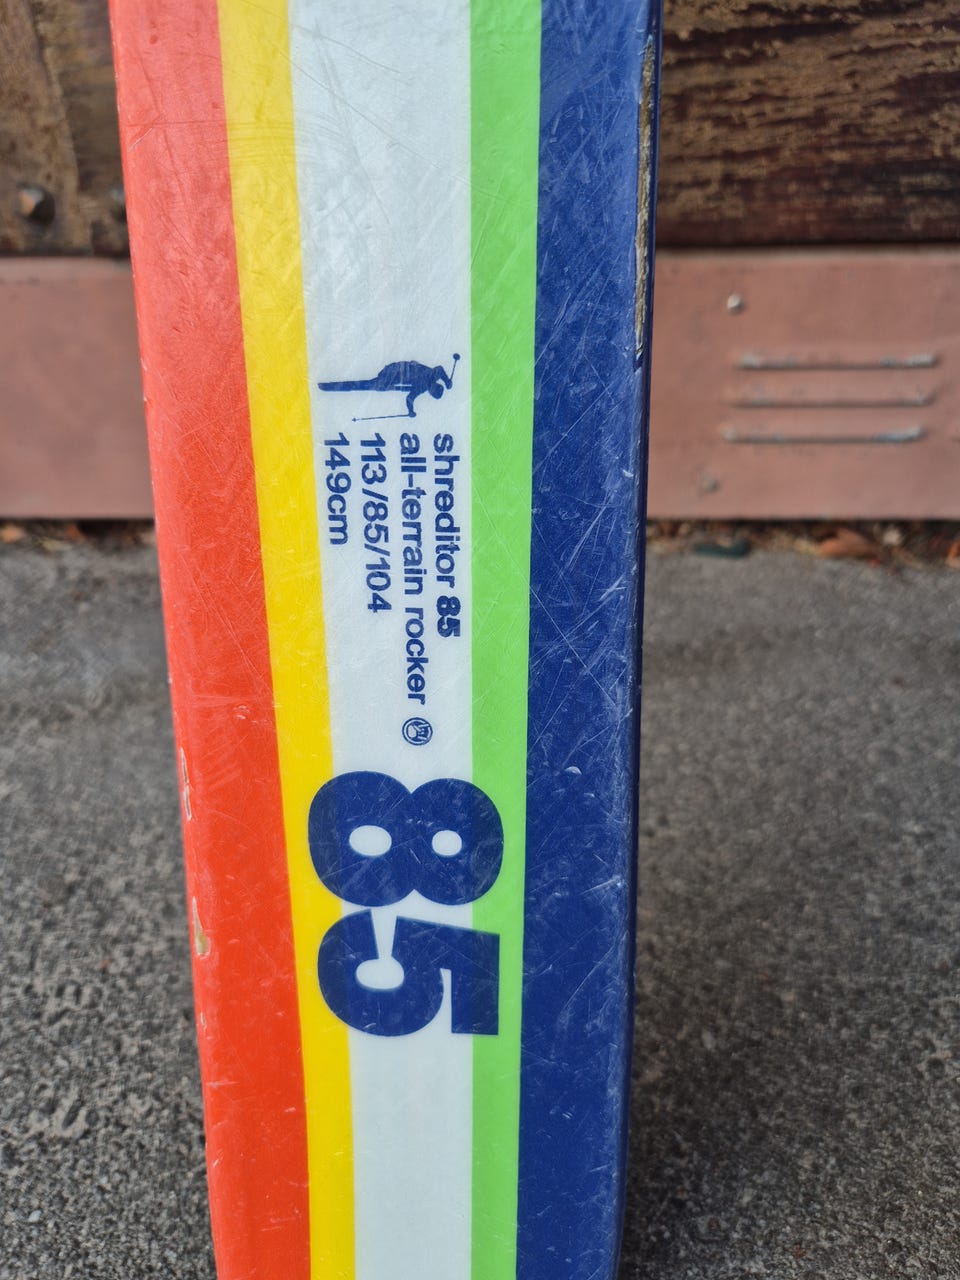 shreditor 85
all-terrain rocker
113/85/104
149cm
85